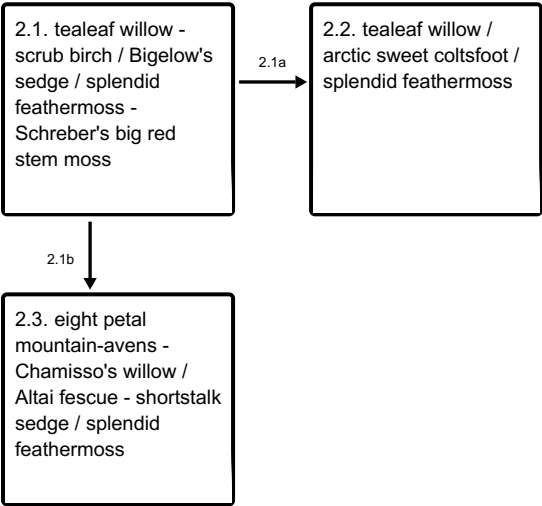 2.1. tealeaf willow -
scrub birch / Bigelow's
sedge / splendid
feathermoss -
Schreber's big red
stem moss
2.1a
2.2. tealeaf willow /
arctic sweet coltsfoot /
splendid feathermoss
2.1b
2.3. eight petal
mountain-avens -
Chamisso's willow /
Altai fescue - shortstalk
sedge / splendid
feathermoss